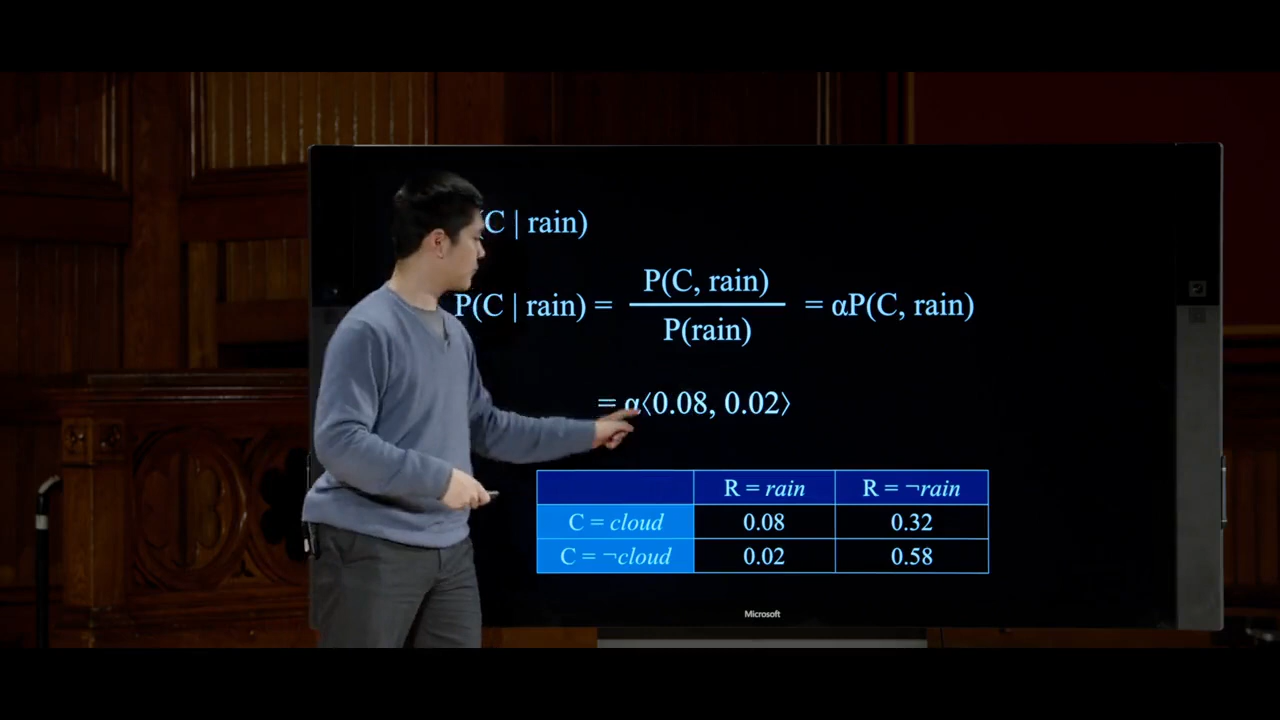 (C | rain)
P(C | rain) = P(C, rain) / P(rain) = αP(C, rain)
= α⟨0.08, 0.02⟩
R = rain R = ¬rain
C = cloud 0.08 0.32
C = ¬cloud 0.02 0.58
Microsoft